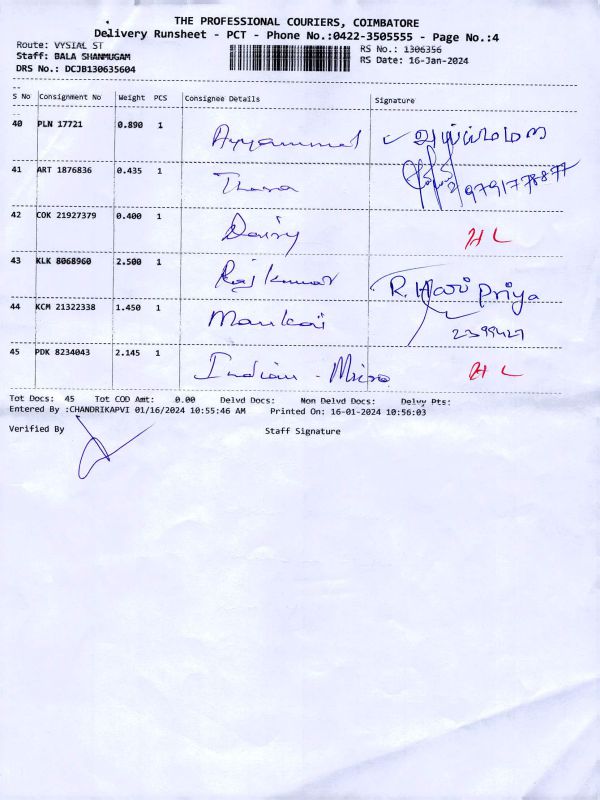 THE PROFESSIONAL COURIERS, COIMBATORE
Delivery Runsheet - PCT - Phone No.:0422-3505555 - Page No.:4
Route: VYSIAL ST RS No.: 1306356
Staff: BALA SHANMUGAM RS Date: 16-Jan-2024
DRS No.: DCJB130635604
S No Consignment No Weight PCS Consignee Details Signature
40 PLN 17721 0.890 1 Ayyammal
41 ART 1876836 0.435 1 Thara
42 COK 21927379 0.400 1 Dairy HL
43 KLK 8068960 2.500 1 Rajkumar R. Hari Priya
44 KCM 21322338 1.450 1
45 PDK 8234043 2.145 1 Indian - HL
Tot Docs: 45 Tot COD Amt: 0.00 Delvd Docs: Non Delvd Docs: Delvy Pts:
Entered By :CHANDRIKAPVI 01/16/2024 10:55:46 AM Printed On: 16-01-2024 10:56:03
Verified By Staff Signature